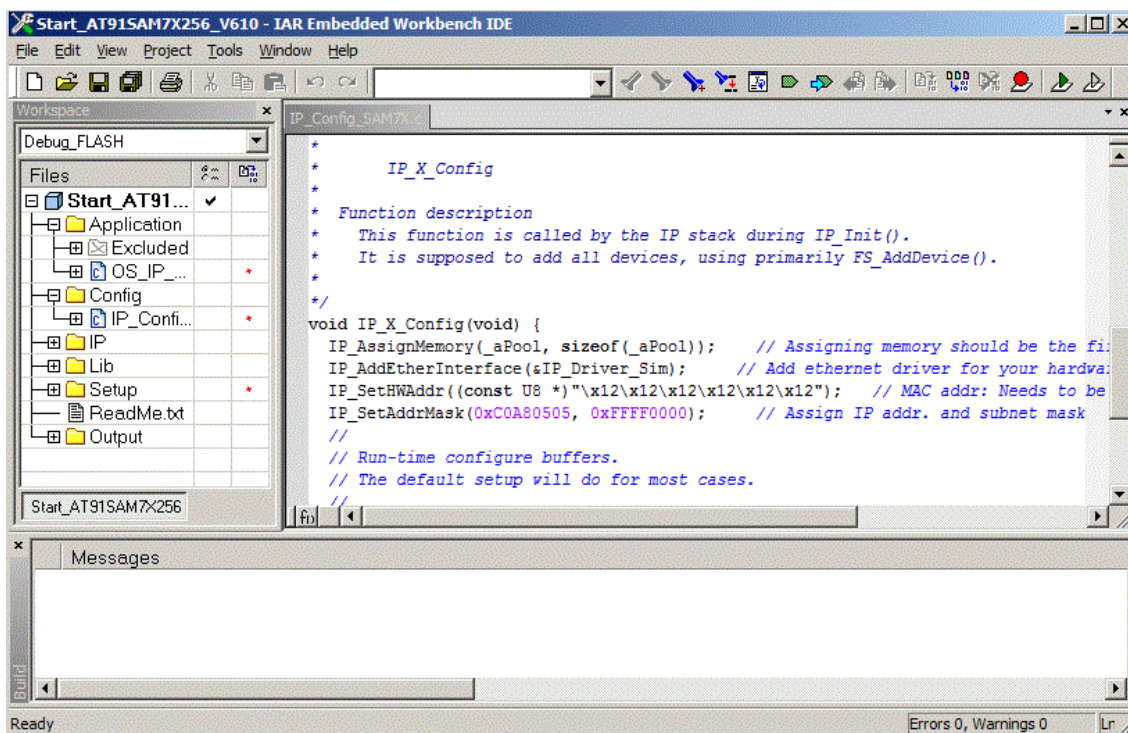 Start_AT91SAM7X256_V610 - IAR Embedded Workbench IDE
File Edit View Project Tools Window Help
Workspace
Debug_FLASH
Files
Start_AT91...
Application
Excluded
OS_IP_...
Config
IP_Confi...
IP
Lib
Setup
ReadMe.txt
Output
Start_AT91SAM7X256
IP_Config_SAM7X.c
*
* IP_X_Config
*
* Function description
* This function is called by the IP stack during IP_Init().
* It is supposed to add all devices, using primarily FS_AddDevice().
*
*/
void IP_X_Config(void) {
IP_AssignMemory(_aPool, sizeof(_aPool)); // Assigning memory should be the fi
IP_AddEtherInterface(&IP_Driver_Sim); // Add ethernet driver for your hardwa
IP_SetHWAddr((const U8 *)"\x12\x12\x12\x12\x12\x12"); // MAC addr: Needs to be
IP_SetAddrMask(0xC0A80505, 0xFFFF0000); // Assign IP addr. and subnet mask
//
// Run-time configure buffers.
// The default setup will do for most cases.
//
Messages
Build
Ready
Errors 0, Warnings 0
Ln